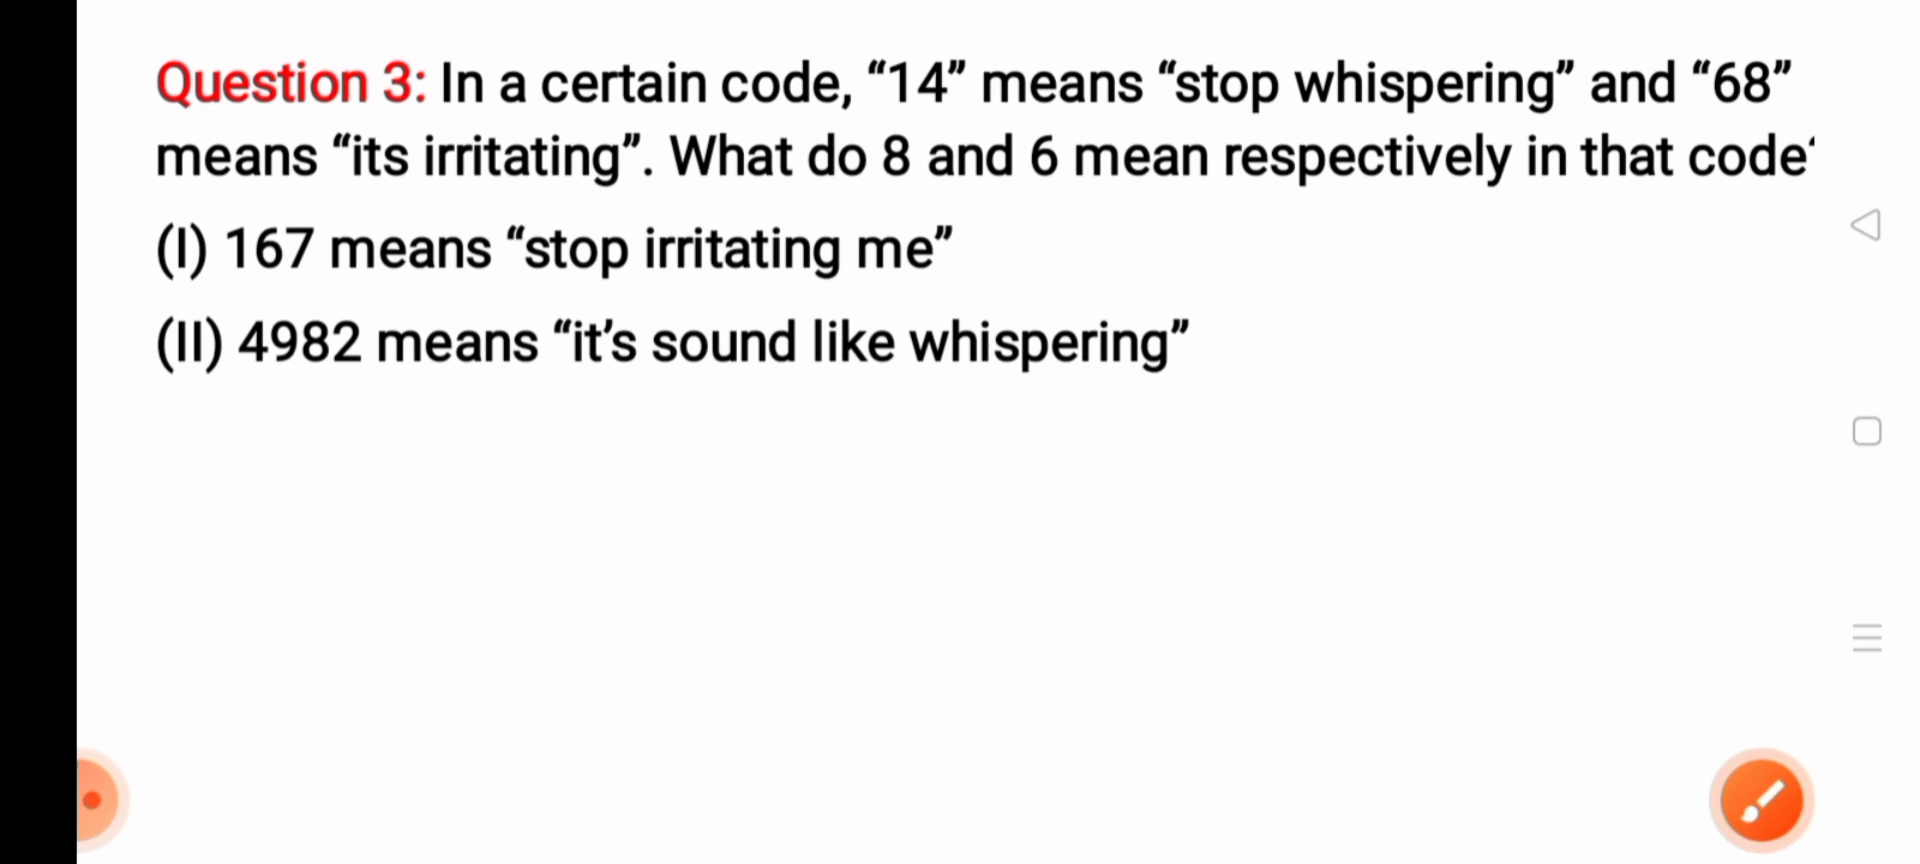 Question 3: In a certain code, “14” means “stop whispering” and “68”
means “its irritating”. What do 8 and 6 mean respectively in that code‘
(I) 167 means “stop irritating me”
(II) 4982 means “it’s sound like whispering”